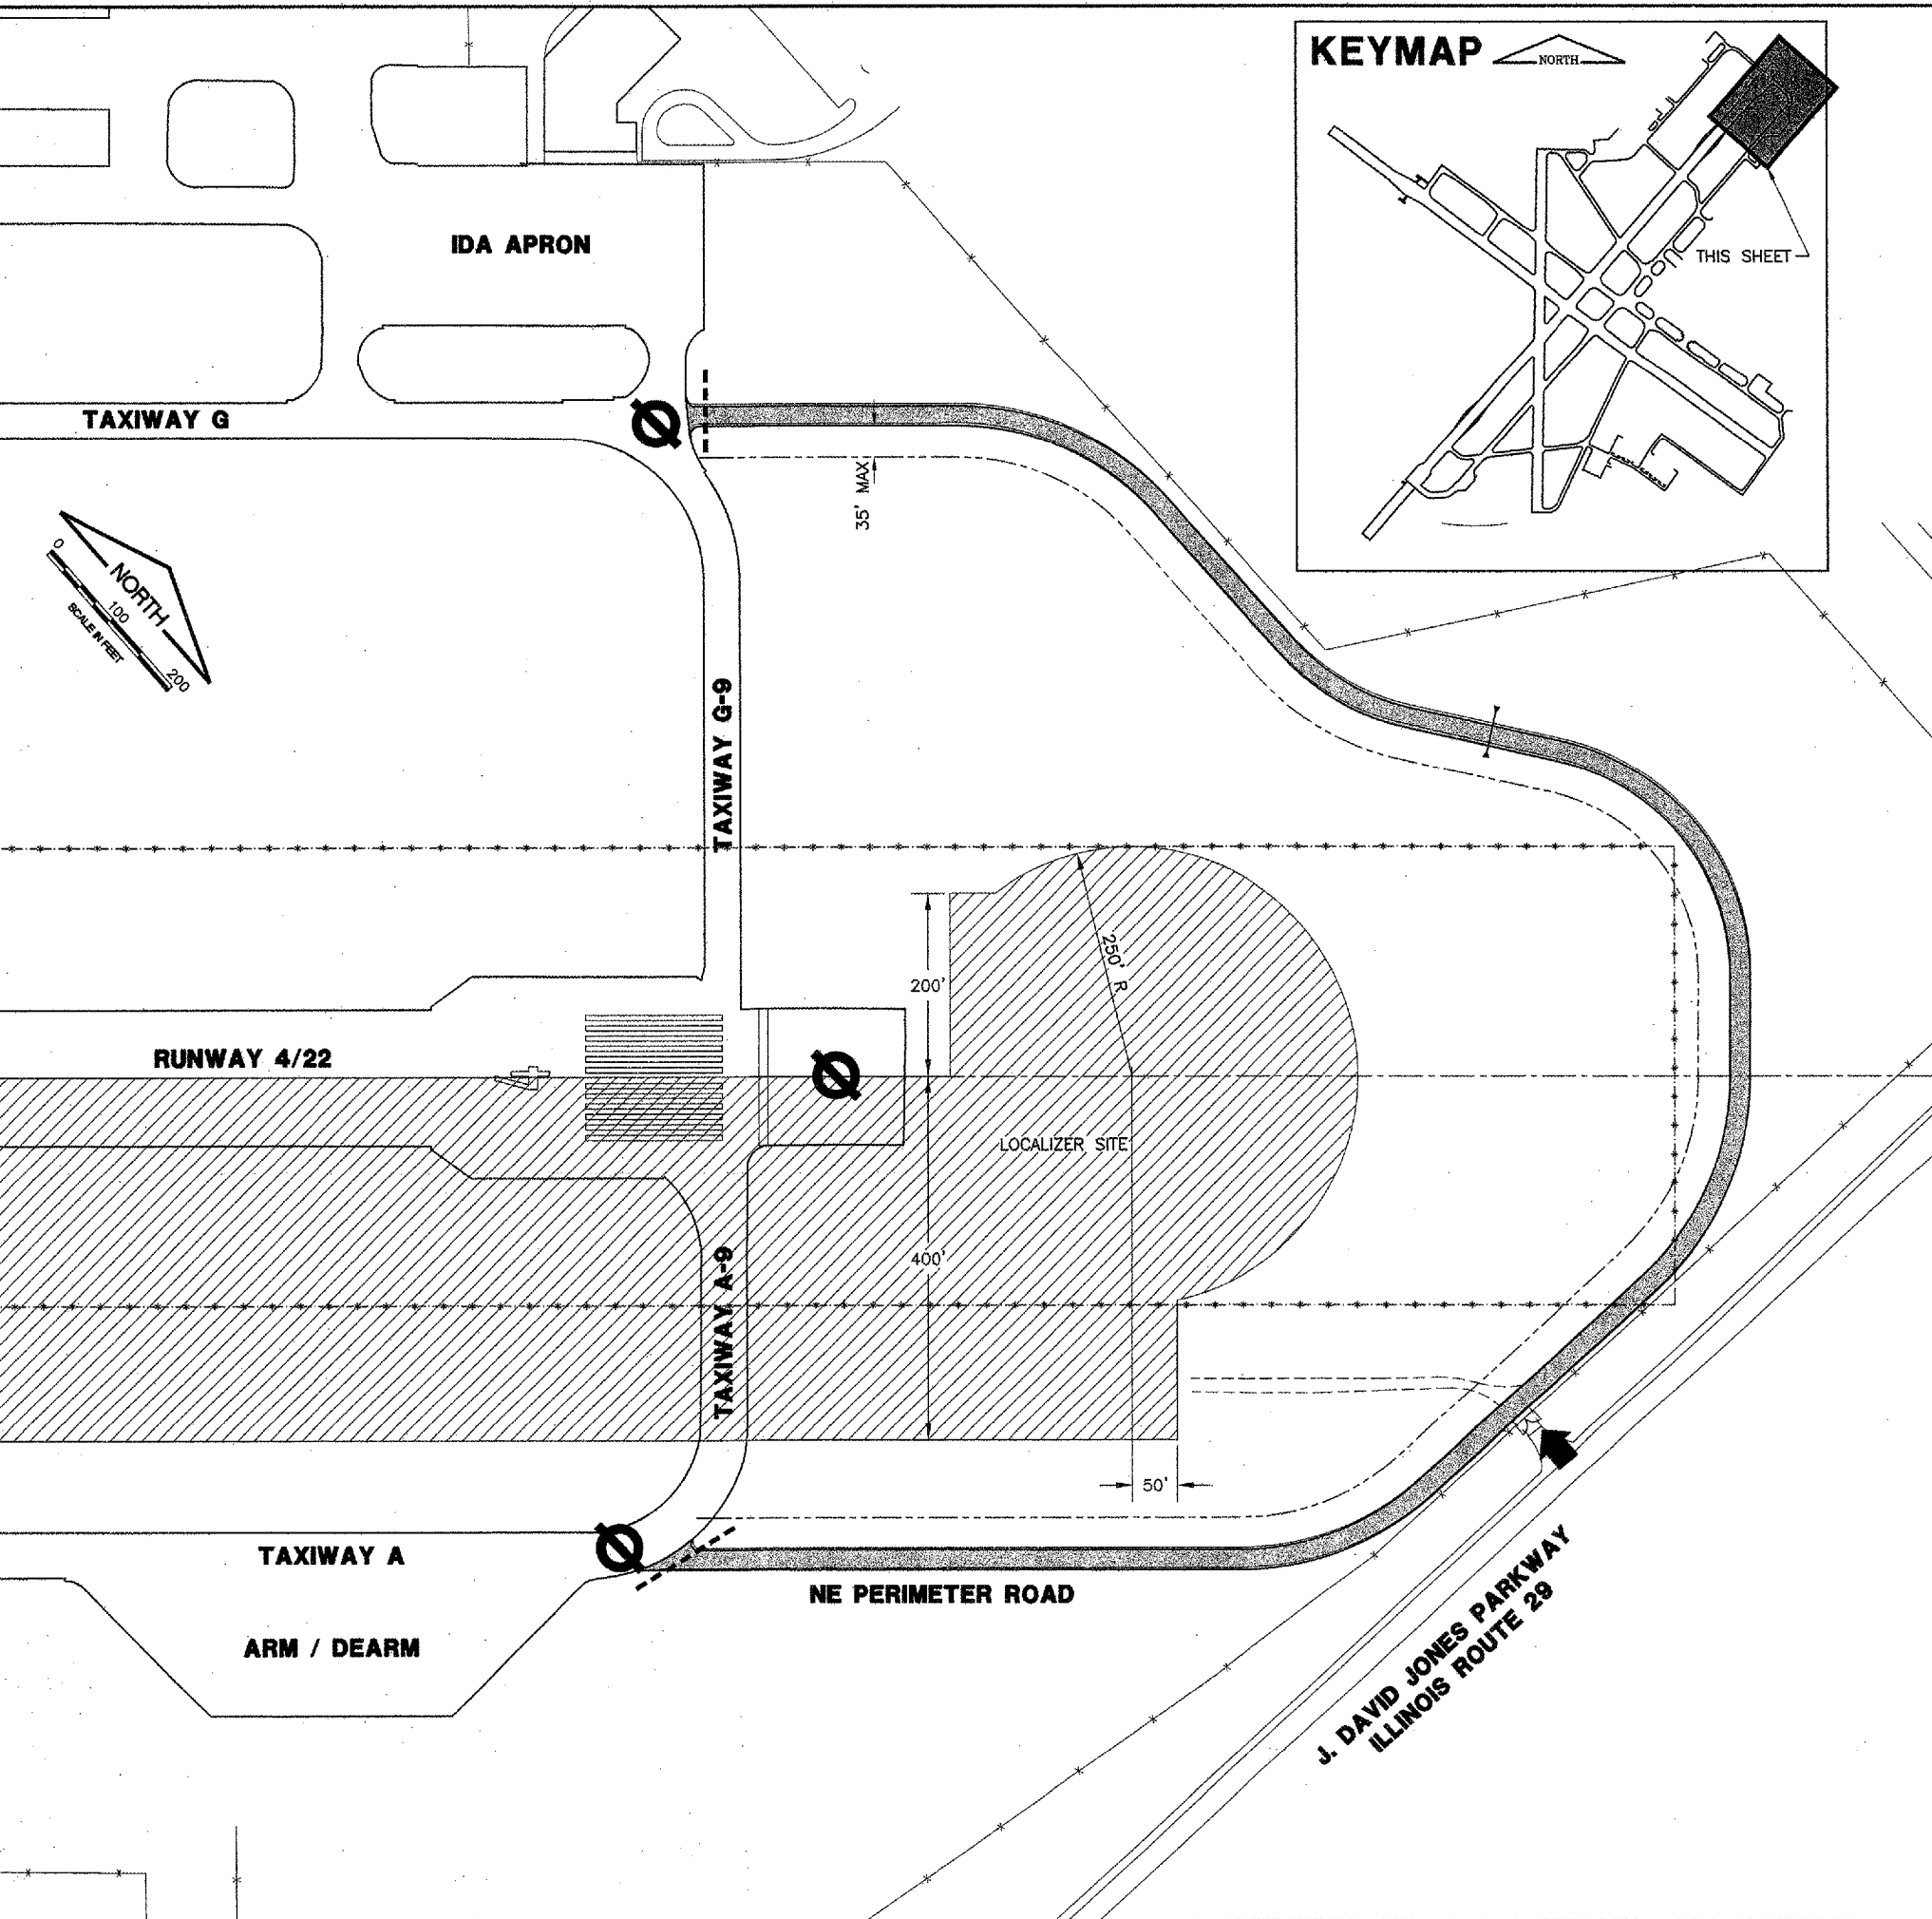 KEYMAP
NORTH
THIS SHEET
IDA APRON
TAXIWAY G
35' MAX
NORTH
0
100
200
SCALE IN FEET
TAXIWAY G-9
250' R
200'
RUNWAY 4/22
LOCALIZER SITE
400'
TAXIWAY A-9
50'
TAXIWAY A
NE PERIMETER ROAD
ARM / DEARM
J. DAVID JONES PARKWAY
ILLINOIS ROUTE 29